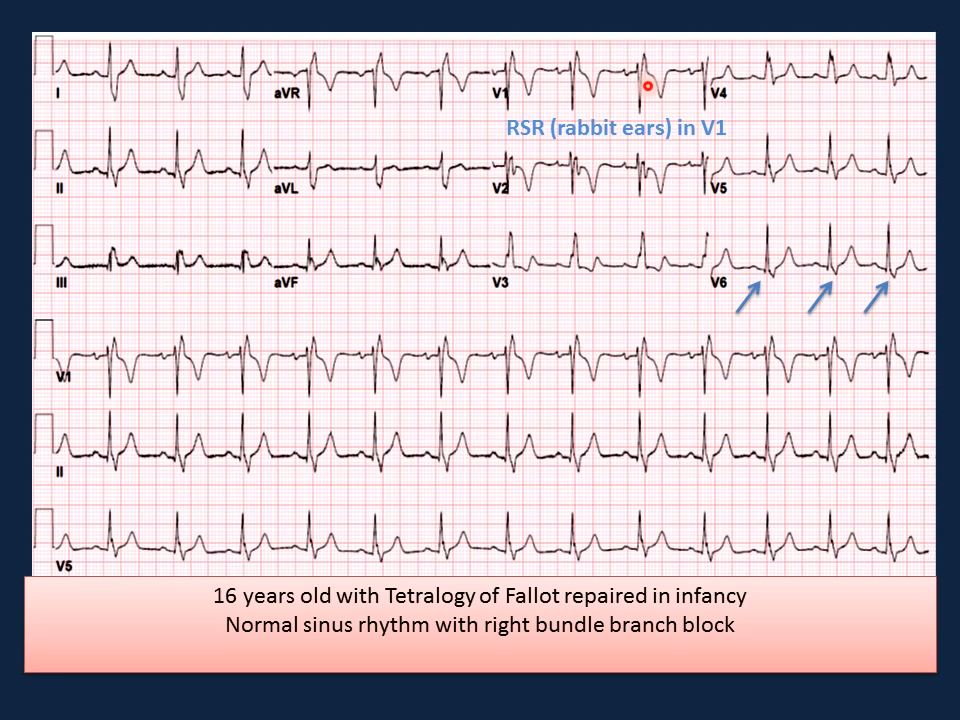 I
aVR
V1
V4
RSR (rabbit ears) in V1
II
aVL
V2
V5
III
aVF
V3
V6
V1
II
V5
16 years old with Tetralogy of Fallot repaired in infancy
Normal sinus rhythm with right bundle branch block